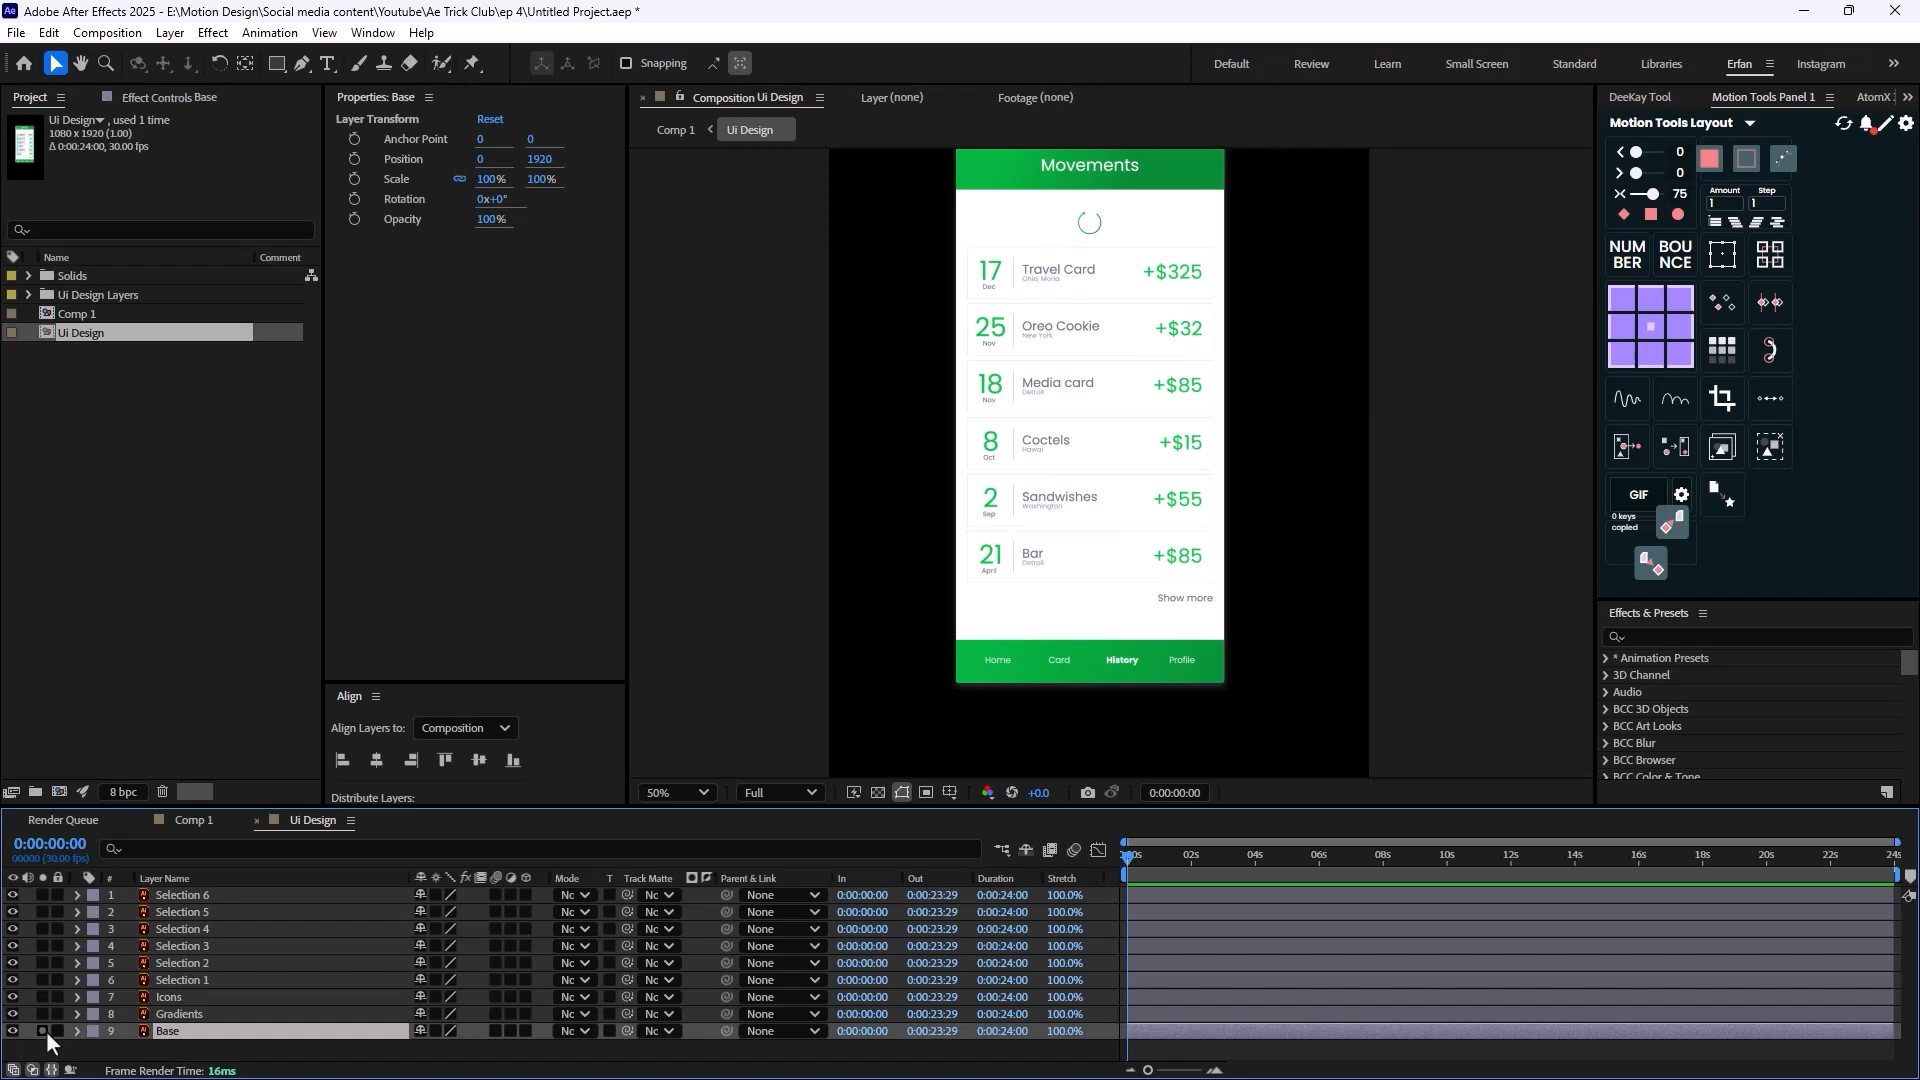 Adobe After Effects 2025 - E:\Motion Design\Social media content\Youtube\Ae Trick Club\ep 4\Untitled Project.aep *
File Edit Composition Layer Effect Animation View Window Help
Snapping
Default Review Learn Small Screen Standard Libraries Erfan Instagram
Project Effect Controls Base
Ui Design, used 1 time
1080 x 1920 (1.00)
Δ 0:00:24:00, 30.00 fps
Name Comment
Solids
Ui Design Layers
Comp 1
Ui Design
8 bpc
Properties: Base
Layer Transform Reset
Anchor Point 0 0
Position 0 1920
Scale 100% 100%
Rotation 0x+0°
Opacity 100%
Align
Align Layers to: Composition
Distribute Layers:
Composition Ui Design Layer (none) Footage (none)
Comp 1 Ui Design
Movements
17 Dec Travel Card Ohio, Mono +$325
25 Nov Oreo Cookie New York +$32
18 Nov Media card Detroit +$85
8 Oct Coctels Hawai +$15
2 Sep Sandwishes Washington +$55
21 April Bar Detroit +$85
Show more
Home Card History Profile
50% Full +0.0 0:00:00:00
DeeKay Tool Motion Tools Panel 1 AtomX
Motion Tools Layout
0
0
75
Amount Step
1 1
NUM BER BOU NCE
GIF
0 keys copied
Effects & Presets
* Animation Presets
3D Channel
Audio
BCC 3D Objects
BCC Art Looks
BCC Blur
BCC Browser
BCC Color & Tone
Render Queue Comp 1 Ui Design
0:00:00:00
00000 (30.00 fps)
00s 02s 04s 06s 08s 10s 12s 14s 16s 18s 20s 22s 24s
# Layer Name Mode T Track Matte Parent & Link In Out Duration Stretch
1 Selection 6 Nc Nc None 0:00:00:00 0:00:23:29 0:00:24:00 100.0%
2 Selection 5 Nc Nc None 0:00:00:00 0:00:23:29 0:00:24:00 100.0%
3 Selection 4 Nc Nc None 0:00:00:00 0:00:23:29 0:00:24:00 100.0%
4 Selection 3 Nc Nc None 0:00:00:00 0:00:23:29 0:00:24:00 100.0%
5 Selection 2 Nc Nc None 0:00:00:00 0:00:23:29 0:00:24:00 100.0%
6 Selection 1 Nc Nc None 0:00:00:00 0:00:23:29 0:00:24:00 100.0%
7 Icons Nc Nc None 0:00:00:00 0:00:23:29 0:00:24:00 100.0%
8 Gradients Nc Nc None 0:00:00:00 0:00:23:29 0:00:24:00 100.0%
9 Base Nc Nc None 0:00:00:00 0:00:23:29 0:00:24:00 100.0%
Frame Render Time: 16ms